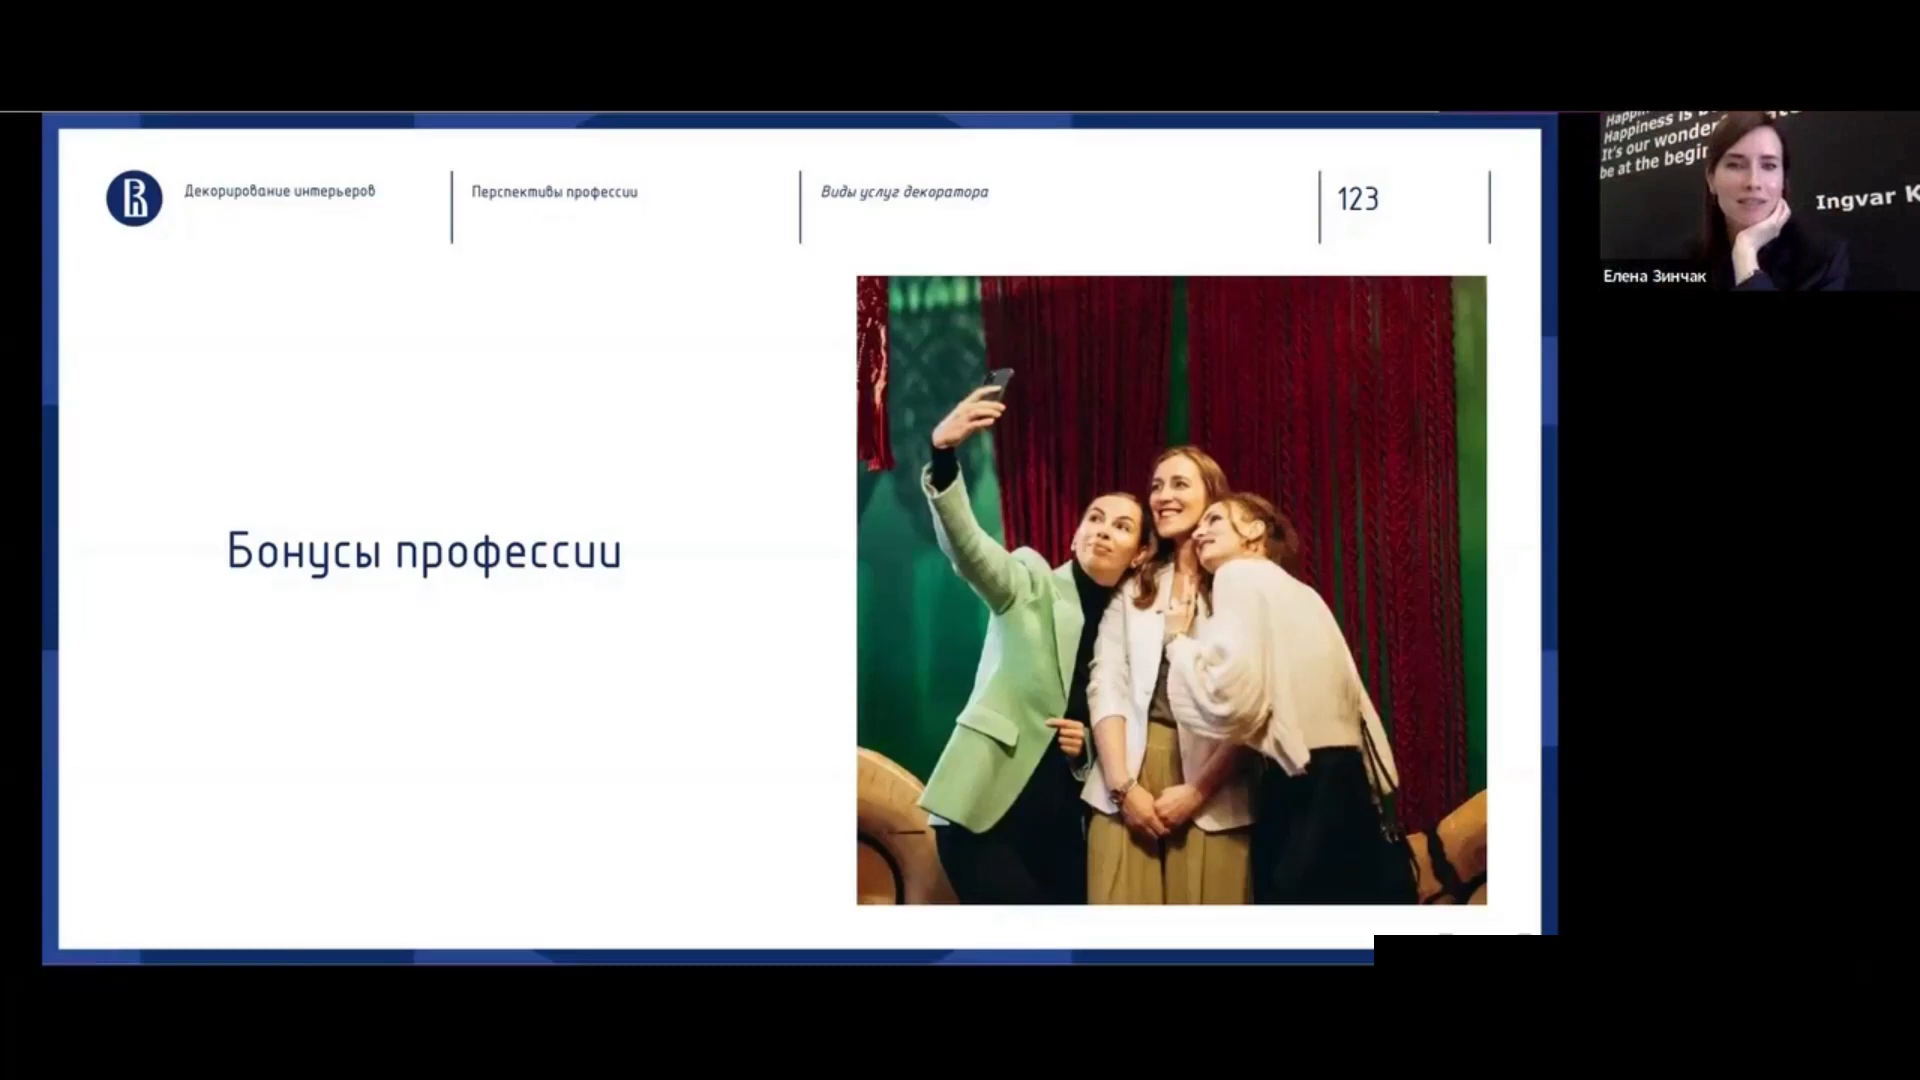 Декорирование интерьеров
Перспективы профессии
Виды услуг декоратора
123
Бонусы профессии
Happiness is
It's our wonder
be at the begin
Ingvar K
Елена Зинчак